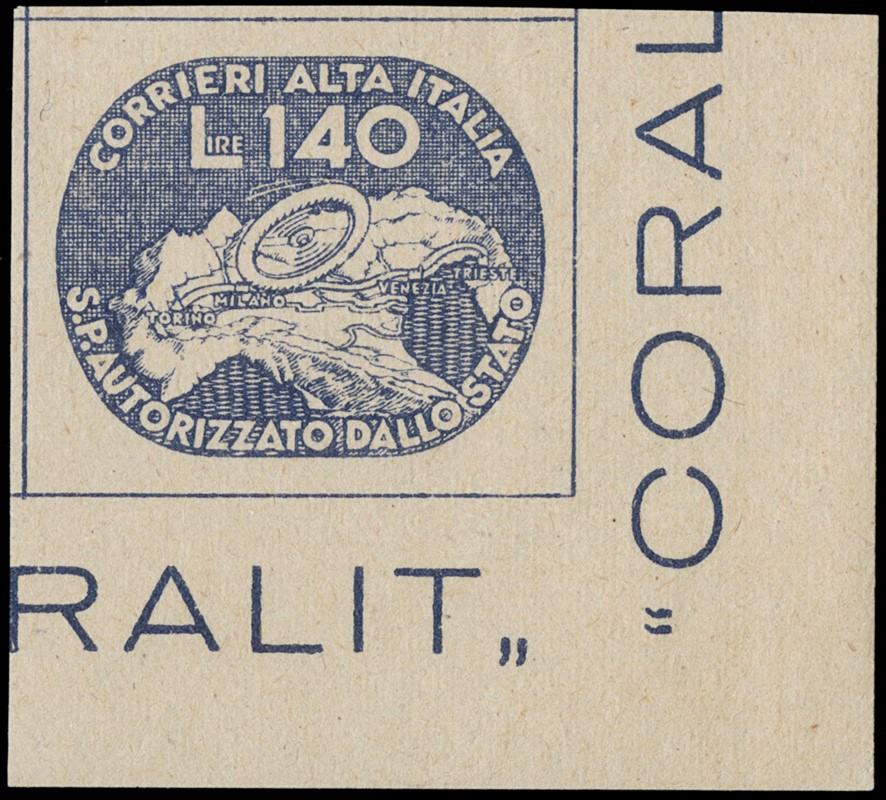 CORRIERI ALTA ITALIA
LIRE 140
TRIESTE
VENEZIA
MILANO
TORINO
S.P. AUTORIZZATO DALLO STATO
RALIT„
“CORAL